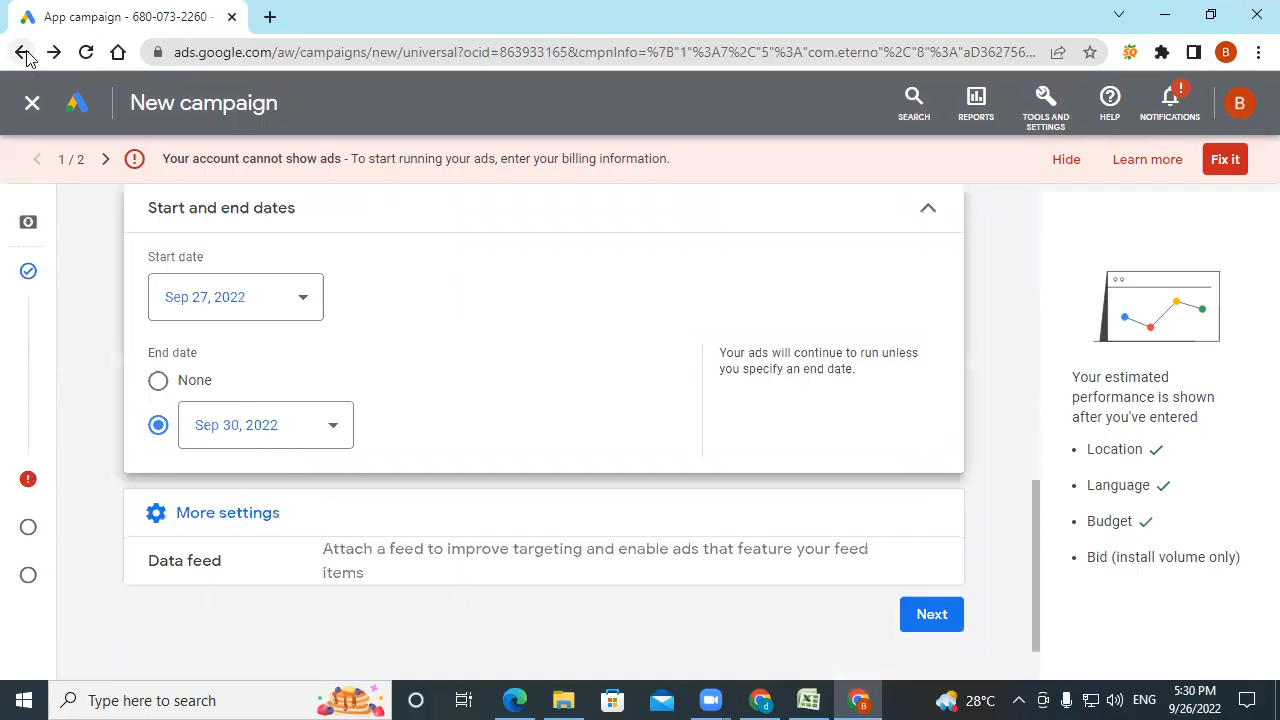 App campaign - 680-073-2260 -
ads.google.com/aw/campaigns/new/universal?ocid=863933165&cmpnInfo=%7B"1"%3A7%2C"5"%3A"com.eterno"%2C"8"%3A"aD362756...
B
New campaign
SEARCH
REPORTS
TOOLS AND SETTINGS
HELP
NOTIFICATIONS
B
1 / 2
Your account cannot show ads - To start running your ads, enter your billing information.
Hide
Learn more
Fix it
Start and end dates
Start date
Sep 27, 2022
End date
None
Sep 30, 2022
Your ads will continue to run unless
you specify an end date.
More settings
Data feed
Attach a feed to improve targeting and enable ads that feature your feed
items
Next
Your estimated
performance is shown
after you've entered
• Location
• Language
• Budget
• Bid (install volume only)
Type here to search
28°C
ENG
5:30 PM
9/26/2022